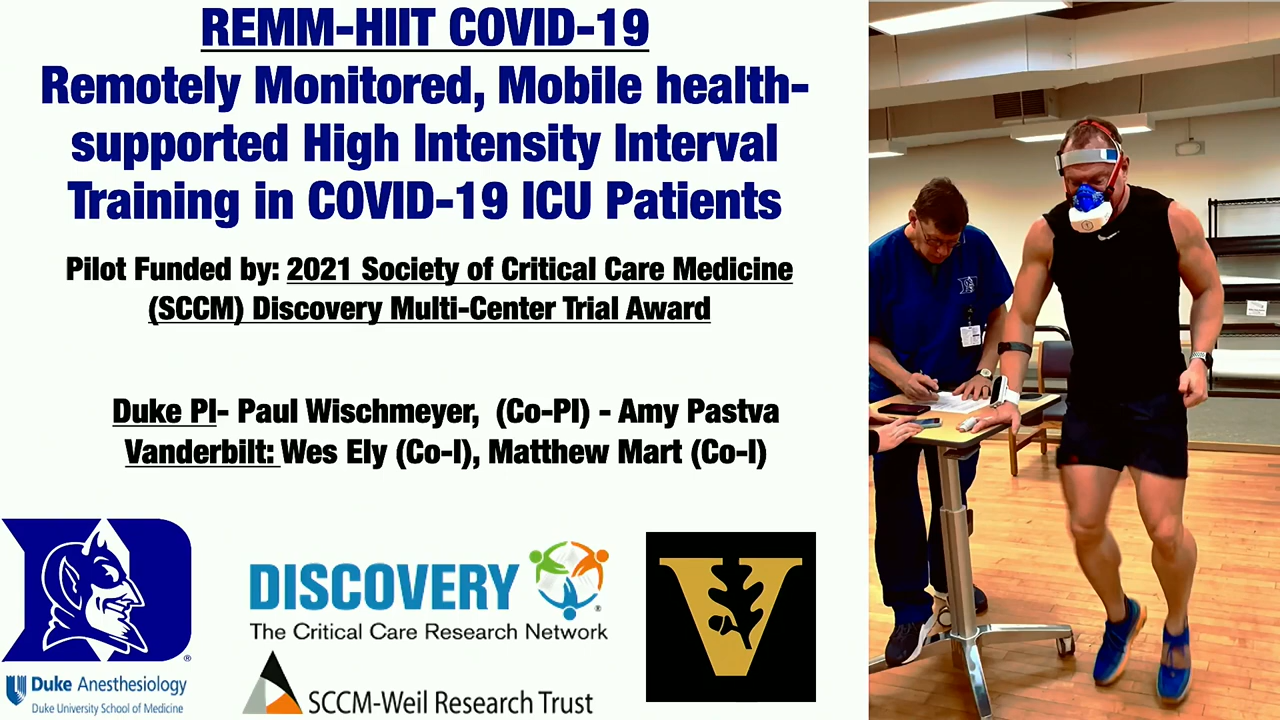 REMM-HIIT COVID-19
Remotely Monitored, Mobile health-
supported High Intensity Interval
Training in COVID-19 ICU Patients
Pilot Funded by: 2021 Society of Critical Care Medicine
(SCCM) Discovery Multi-Center Trial Award
Duke PI- Paul Wischmeyer, (Co-PI) - Amy Pastva
Vanderbilt: Wes Ely (Co-I), Matthew Mart (Co-I)
D
®
Duke Anesthesiology
Duke University School of Medicine
DISCOVERY®
The Critical Care Research Network
SCCM-Weil Research Trust
V